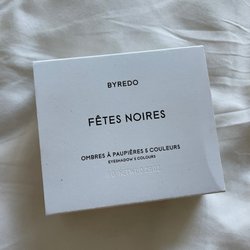 BYREDO
FÊTES NOIRES
OMBRES À PAUPIÈRES 5 COULEURS
EYESHADOW 5 COLOURS